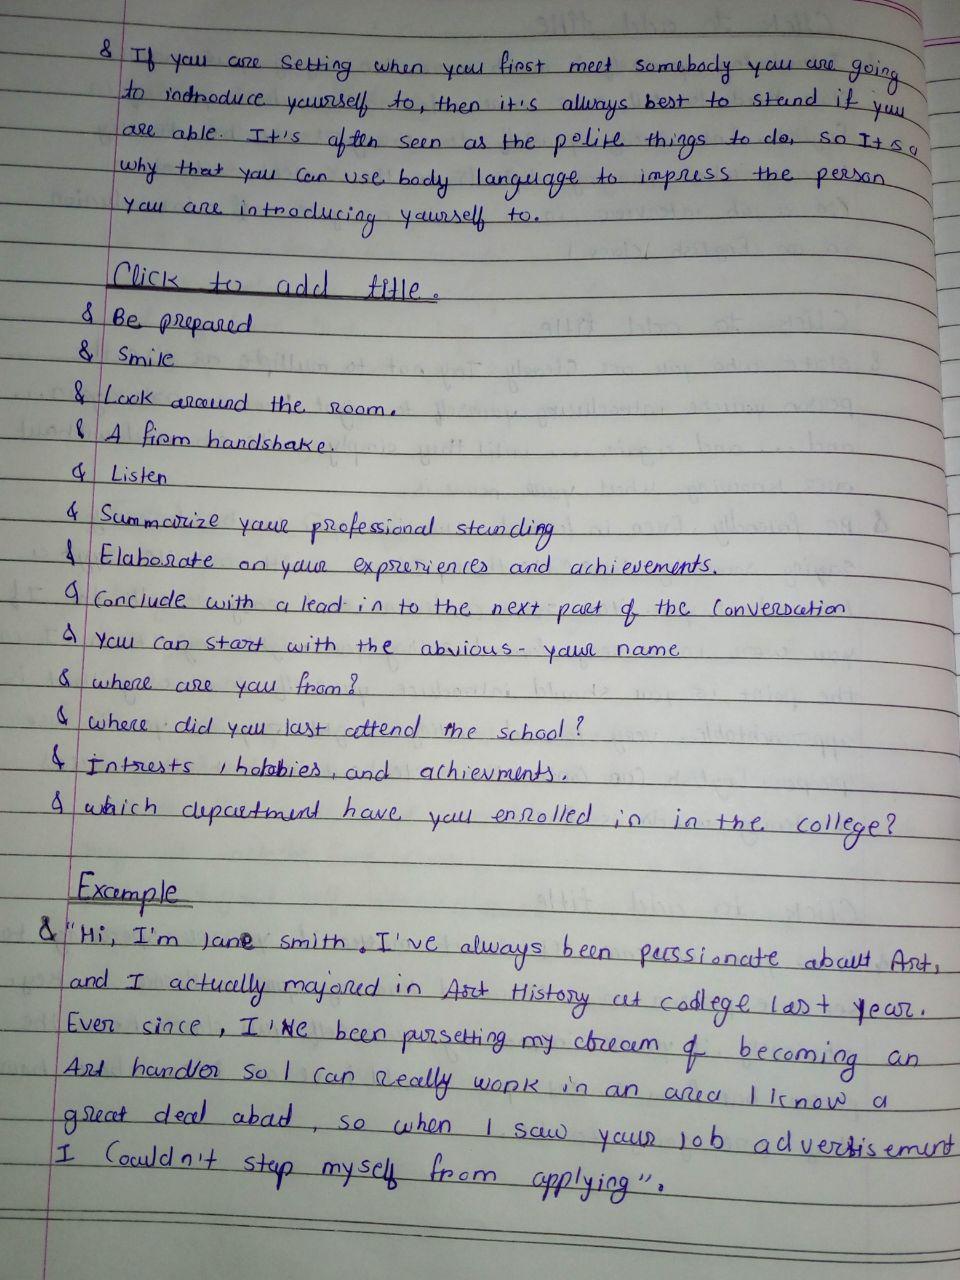 & If you are setting when you first meet somebody you are going
to indroduce yourself to, then it's always best to stand if you
are able. It's often seen as the polite things to do, so Itsa
why that you can use body language to impress the person
you are introducing yourself to.
Click to add title.
& Be prepared
& Smile
& Look around the room.
& A firm handshake.
& Listen
& Summarize your professional standing
& Elaborate on your expreriences and achievements.
& Conclude with a lead-in to the next part of the conversation
& you can start with the obvious - your name
& where are you from?
& where did you last attend the school?
& Intrests, hobbies, and achievments.
& which department have you enrolled in in the college?
Example
& "Hi, I'm Jane smith. I've always been passionate about Art,
and I actually majored in Art History at codlege last year.
Ever since, I've been pursetting my dream of becoming an
Art handler so I can really work in an area I know a
great deal abad, so when I saw your job advertisement
I couldn't stop myself from applying".